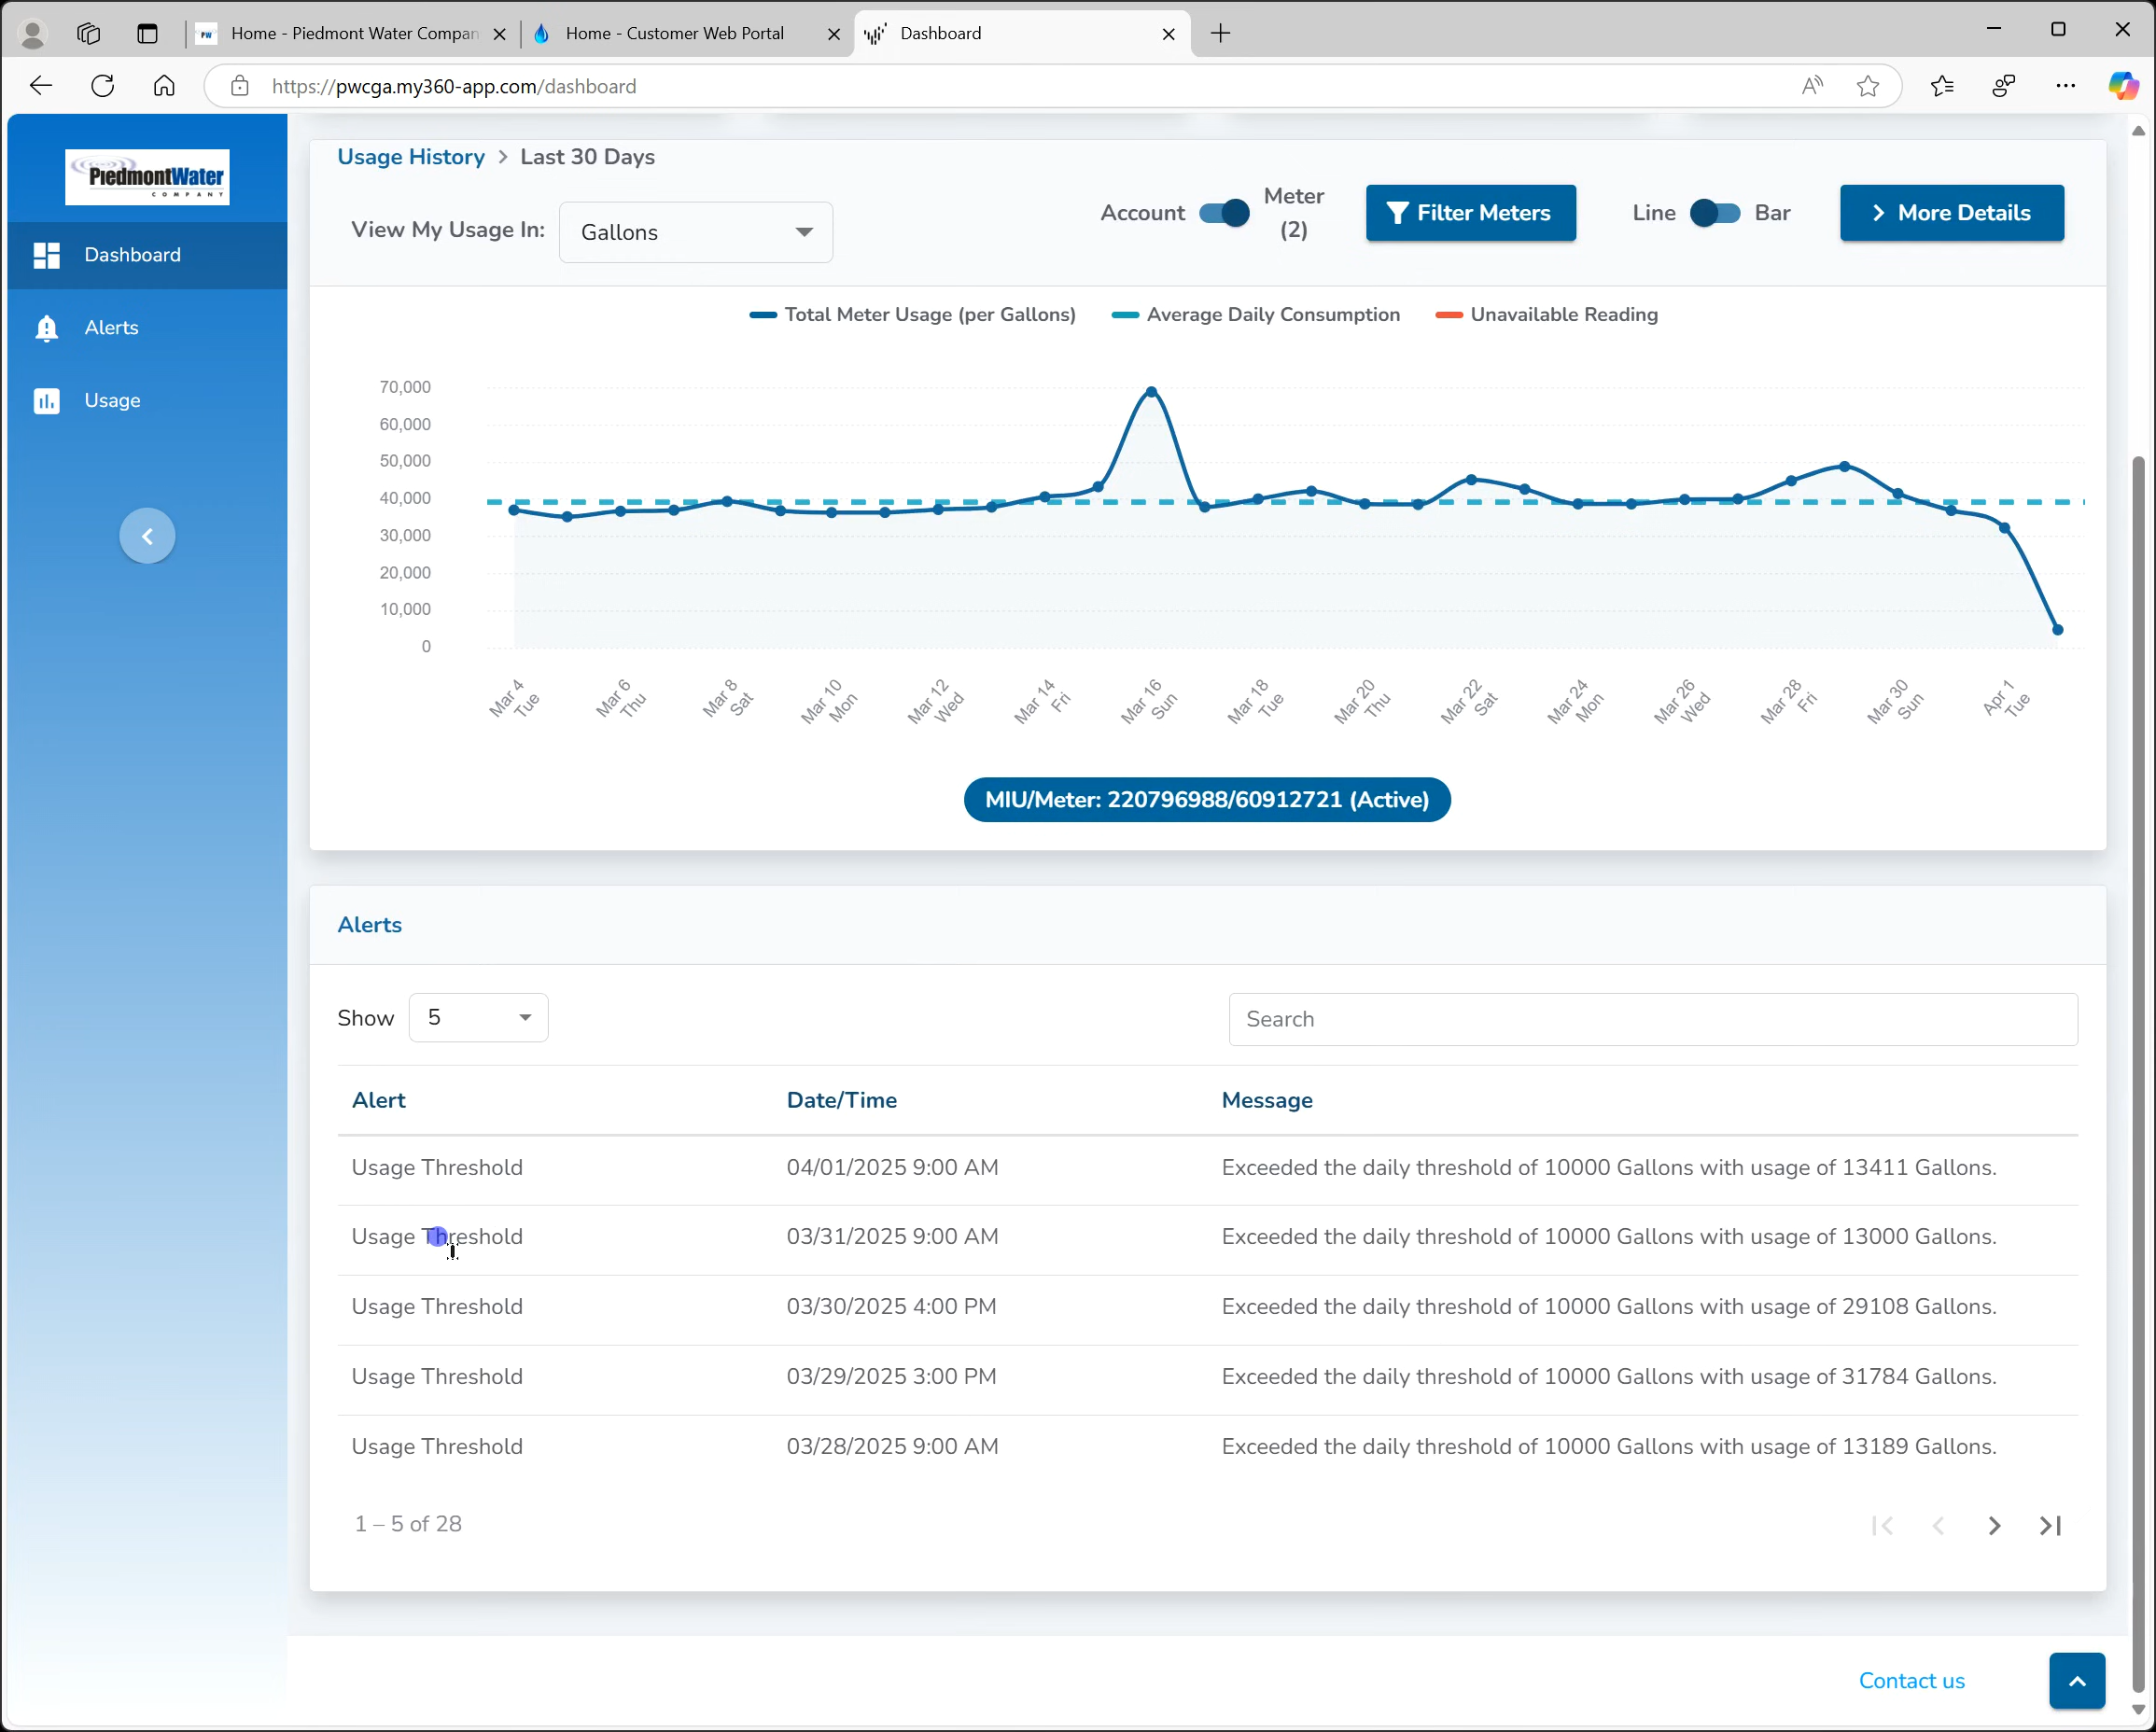 Home - Piedmont Water Compan
Home - Customer Web Portal
Dashboard
https://pwcga.my360-app.com/dashboard
PiedmontWater
COMPANY
Dashboard
Alerts
Usage
Usage History > Last 30 Days
View My Usage In: Gallons
Account Meter (2)
Filter Meters
Line Bar
> More Details
Total Meter Usage (per Gallons) Average Daily Consumption Unavailable Reading
70,000
60,000
50,000
40,000
30,000
20,000
10,000
0
Mar 4 Tue
Mar 6 Thu
Mar 8 Sat
Mar 10 Mon
Mar 12 Wed
Mar 14 Fri
Mar 16 Sun
Mar 18 Tue
Mar 20 Thu
Mar 22 Sat
Mar 24 Mon
Mar 26 Wed
Mar 28 Fri
Mar 30 Sun
Apr 1 Tue
MIU/Meter: 220796988/60912721 (Active)
Alerts
Show 5 Search
Alert Date/Time Message
Usage Threshold 04/01/2025 9:00 AM Exceeded the daily threshold of 10000 Gallons with usage of 13411 Gallons.
Usage Threshold 03/31/2025 9:00 AM Exceeded the daily threshold of 10000 Gallons with usage of 13000 Gallons.
Usage Threshold 03/30/2025 4:00 PM Exceeded the daily threshold of 10000 Gallons with usage of 29108 Gallons.
Usage Threshold 03/29/2025 3:00 PM Exceeded the daily threshold of 10000 Gallons with usage of 31784 Gallons.
Usage Threshold 03/28/2025 9:00 AM Exceeded the daily threshold of 10000 Gallons with usage of 13189 Gallons.
1 – 5 of 28
Contact us